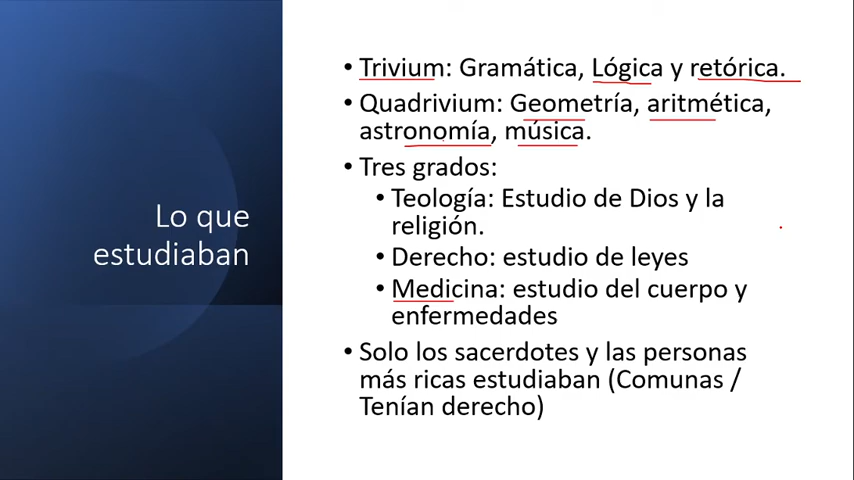 Lo que
estudiaban
• Trivium: Gramática, Lógica y retórica.
• Quadrivium: Geometría, aritmética,
astronomía, música.
• Tres grados:
• Teología: Estudio de Dios y la
religión.
• Derecho: estudio de leyes
• Medicina: estudio del cuerpo y
enfermedades
• Solo los sacerdotes y las personas
más ricas estudiaban (Comunas /
Tenían derecho)